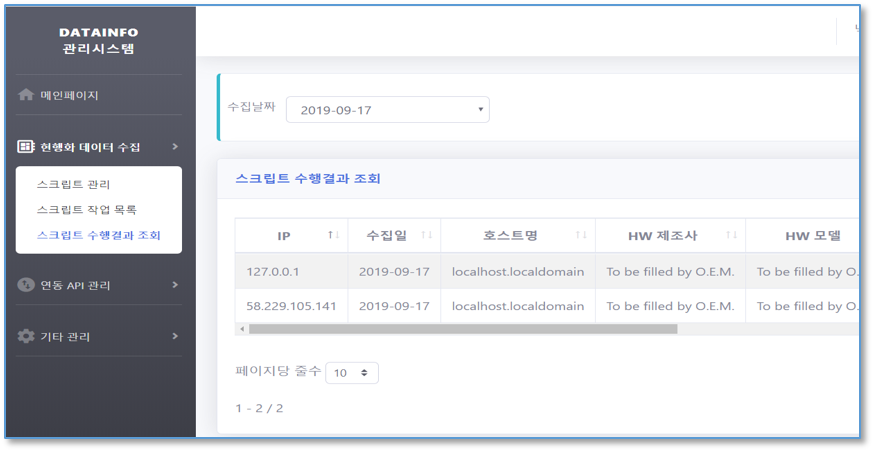 DATAINFO
관리시스템
메인페이지
현행화 데이터 수집
스크립트 관리
스크립트 작업 목록
스크립트 수행결과 조회
연동 API 관리
기타 관리
수집날짜 2019-09-17
스크립트 수행결과 조회
IP 수집일 호스트명 HW 제조사 HW 모델
127.0.0.1 2019-09-17 localhost.localdomain To be filled by O.E.M. To be filled by O.
58.229.105.141 2019-09-17 localhost.localdomain To be filled by O.E.M. To be filled by O.
페이지당 줄수 10
1 - 2 / 2